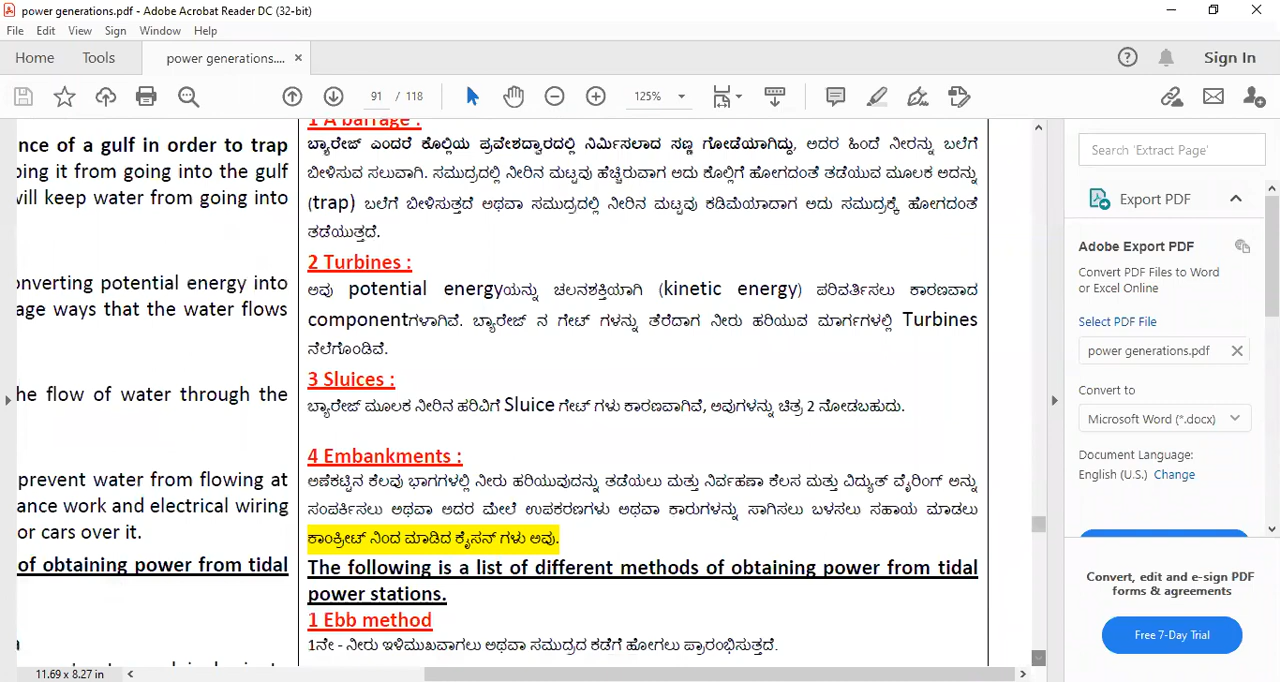 power generations.pdf - Adobe Acrobat Reader DC (32-bit)
File Edit View Sign Window Help
Home Tools power generations.... × Sign In
91 / 118 125%
nce of a gulf in order to trap
ping it from going into the gulf
will keep water from going into
onverting potential energy into
age ways that the water flows
he flow of water through the
prevent water from flowing at
ance work and electrical wiring
or cars over it.
of obtaining power from tidal
1 A barrage :
ಬ್ಯಾರೇಜ್ ಎಂದರೆ ಕೊಲ್ಲಿಯ ಪ್ರವೇಶದ್ವಾರದಲ್ಲಿ ನಿರ್ಮಿಸಲಾದ ಸಣ್ಣ ಗೋಡೆಯಾಗಿದ್ದು, ಅದರ ಹಿಂದೆ ನೀರನ್ನು ಬಲೆಗೆ
ಬೀಳಿಸುವ ಸಲುವಾಗಿ. ಸಮುದ್ರದಲ್ಲಿ ನೀರಿನ ಮಟ್ಟವು ಹೆಚ್ಚಿರುವಾಗ ಅದು ಕೊಲ್ಲಿಗೆ ಹೋಗದಂತೆ ತಡೆಯುವ ಮೂಲಕ ಅದನ್ನು
(trap) ಬಲೆಗೆ ಬೀಳಿಸುತ್ತದೆ ಅಥವಾ ಸಮುದ್ರದಲ್ಲಿ ನೀರಿನ ಮಟ್ಟವು ಕಡಿಮೆಯಾದಾಗ ಅದು ಸಮುದ್ರಕ್ಕೆ ಹೋಗದಂತೆ
ತಡೆಯುತ್ತದೆ.
2 Turbines :
ಅವು potential energyಯನ್ನು ಚಲನಶಕ್ತಿಯಾಗಿ (kinetic energy) ಪರಿವರ್ತಿಸಲು ಕಾರಣವಾದ
componentಗಳಾಗಿವೆ. ಬ್ಯಾರೇಜ್ ನ ಗೇಟ್ ಗಳನ್ನು ತೆರೆದಾಗ ನೀರು ಹರಿಯುವ ಮಾರ್ಗಗಳಲ್ಲಿ Turbines
ನೆಲೆಗೊಂಡಿವೆ.
3 Sluices :
ಬ್ಯಾರೇಜ್ ಮೂಲಕ ನೀರಿನ ಹರಿವಿಗೆ Sluice ಗೇಟ್ ಗಳು ಕಾರಣವಾಗಿವೆ, ಅವುಗಳನ್ನು ಚಿತ್ರ 2 ನೋಡಬಹುದು.
4 Embankments :
ಅಣೆಕಟ್ಟಿನ ಕೆಲವು ಭಾಗಗಳಲ್ಲಿ ನೀರು ಹರಿಯುವುದನ್ನು ತಡೆಯಲು ಮತ್ತು ನಿರ್ವಹಣಾ ಕೆಲಸ ಮತ್ತು ವಿದ್ಯುತ್ ವೈರಿಂಗ್ ಅನ್ನು
ಸಂಪರ್ಕಿಸಲು ಅಥವಾ ಅದರ ಮೇಲೆ ಉಪಕರಣಗಳು ಅಥವಾ ಕಾರುಗಳನ್ನು ಸಾಗಿಸಲು ಬಳಸಲು ಸಹಾಯ ಮಾಡಲು
ಕಾಂಕ್ರೀಟ್ ನಿಂದ ಮಾಡಿದ ಕೈಸನ್ ಗಳು ಅವು.
The following is a list of different methods of obtaining power from tidal
power stations.
1 Ebb method
1ನೇ - ನೀರು ಇಳಿಮುಖವಾಗಲು ಅಥವಾ ಸಮುದ್ರದ ಕಡೆಗೆ ಹೋಗಲು ಪ್ರಾರಂಭಿಸುತ್ತದೆ.
Search 'Extract Page'
Export PDF
Adobe Export PDF
Convert PDF Files to Word
or Excel Online
Select PDF File
power generations.pdf
Convert to
Microsoft Word (*.docx)
Document Language:
English (U.S.) Change
Convert, edit and e-sign PDF
forms & agreements
Free 7-Day Trial
11.69 x 8.27 in